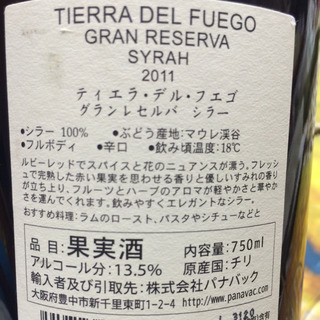 TIERRA DEL FUEGO
GRAN RESERVA
SYRAH
2011
ティエラ・デル・フエゴ
グランレセルバ シラー
●シラー 100% ●ぶどう産地:マウレ渓谷
●フルボディ ●辛口 ●飲み頃温度:18℃
ルビーレッドでスパイスと花のニュアンスが漂う。フレッシュ
で完熟した赤い果実を思わせる香りと優しいすみれの香り
が立ち上り、フルーツとハーブのアロマが軽やかさと華やか
さを運んでくれます。飲みやすくエレガントなシラー。
おすすめ料理:ラムのロースト、パスタやシチューなどと
品目:果実酒 内容量:750ml
アルコール分:13.5% 原産国:チリ
輸入者及び引取先:株式会社パナバック
大阪府豊中市新千里東町1-2-4 http://www.panavac.com